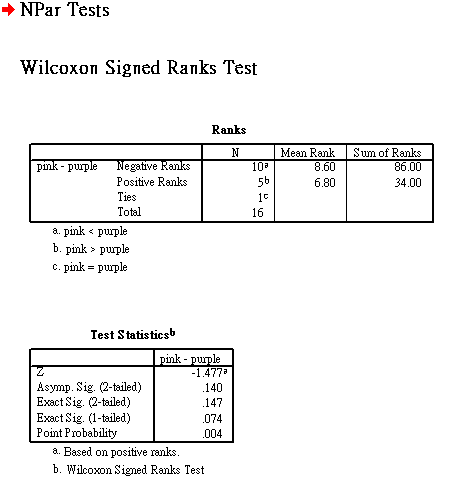 NPar Tests
Wilcoxon Signed Ranks Test
Ranks
N Mean Rank Sum of Ranks
pink - purple Negative Ranks 10a 8.60 86.00
Positive Ranks 5b 6.80 34.00
Ties 1c
Total 16
a. pink < purple
b. pink > purple
c. pink = purple
Test Statisticsb
pink - purple
Z -1.477a
Asymp. Sig. (2-tailed) .140
Exact Sig. (2-tailed) .147
Exact Sig. (1-tailed) .074
Point Probability .004
a. Based on positive ranks.
b. Wilcoxon Signed Ranks Test